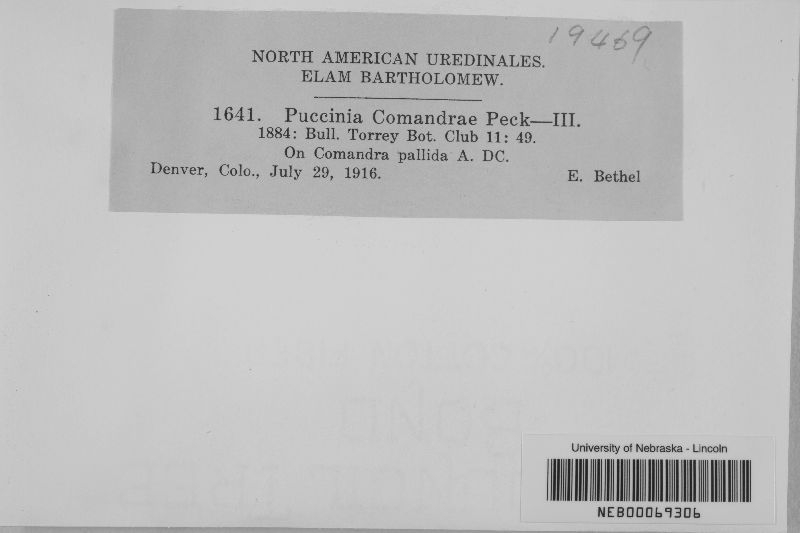 19469
NORTH AMERICAN UREDINALES.
ELAM BARTHOLOMEW.
1641. Puccinia Comandrae Peck—III.
1884: Bull. Torrey Bot. Club 11: 49.
On Comandra pallida A. DC.
Denver, Colo., July 29, 1916. E. Bethel
University of Nebraska - Lincoln
NEB00069306